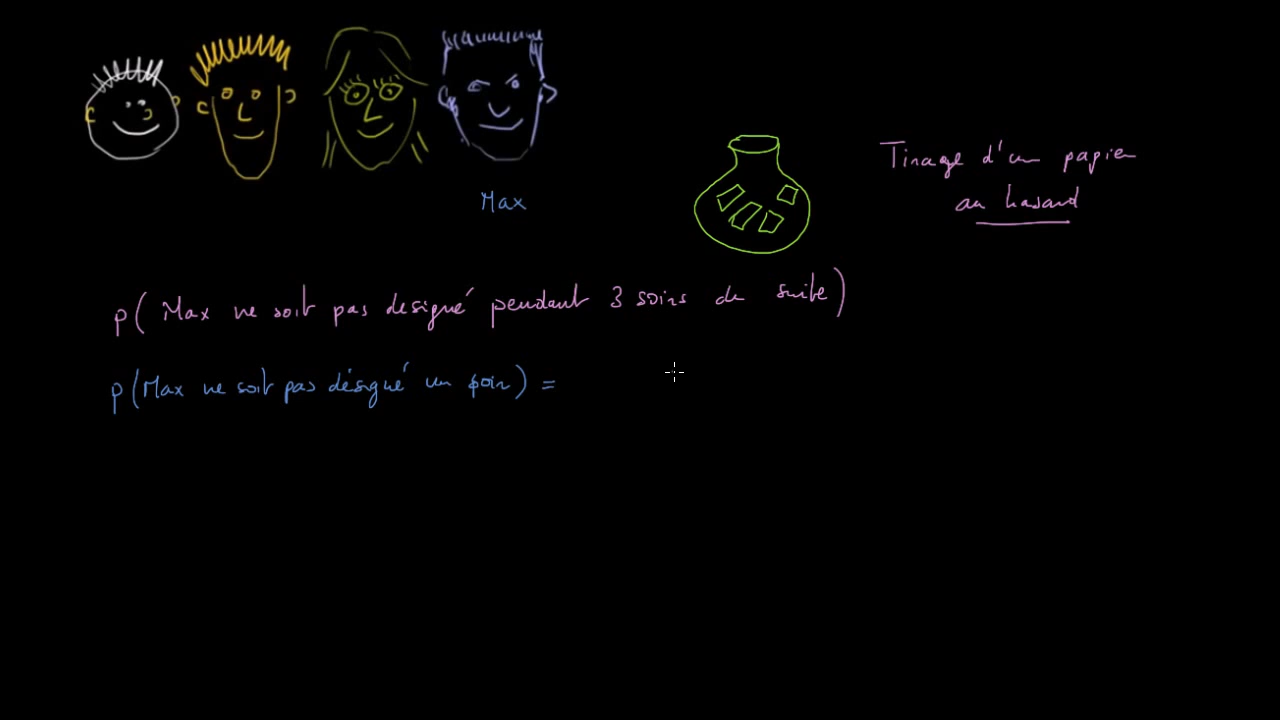 Tirage d'un papier
au hasard
Max
p( Max ne soit pas designé pendant 3 soirs de suite)
p(Max ne soit pas désigné un soir) =